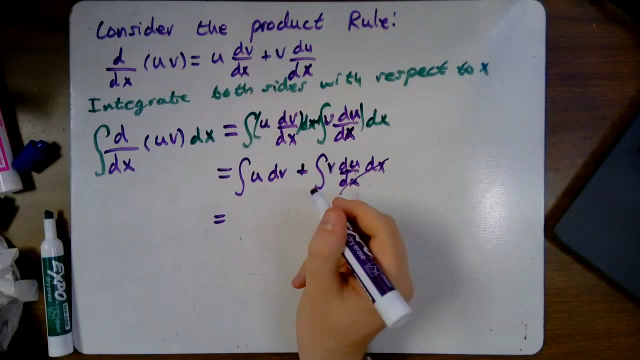 Consider the product Rule:
d/dx (uv) = u dv/dx + v du/dx
Integrate both sides with respect to x
∫ d/dx (uv) dx = ∫(u dv/dx) dx ∫(v du/dx) dx
= ∫ u dv + ∫ v du/dx dx
=
EXPO